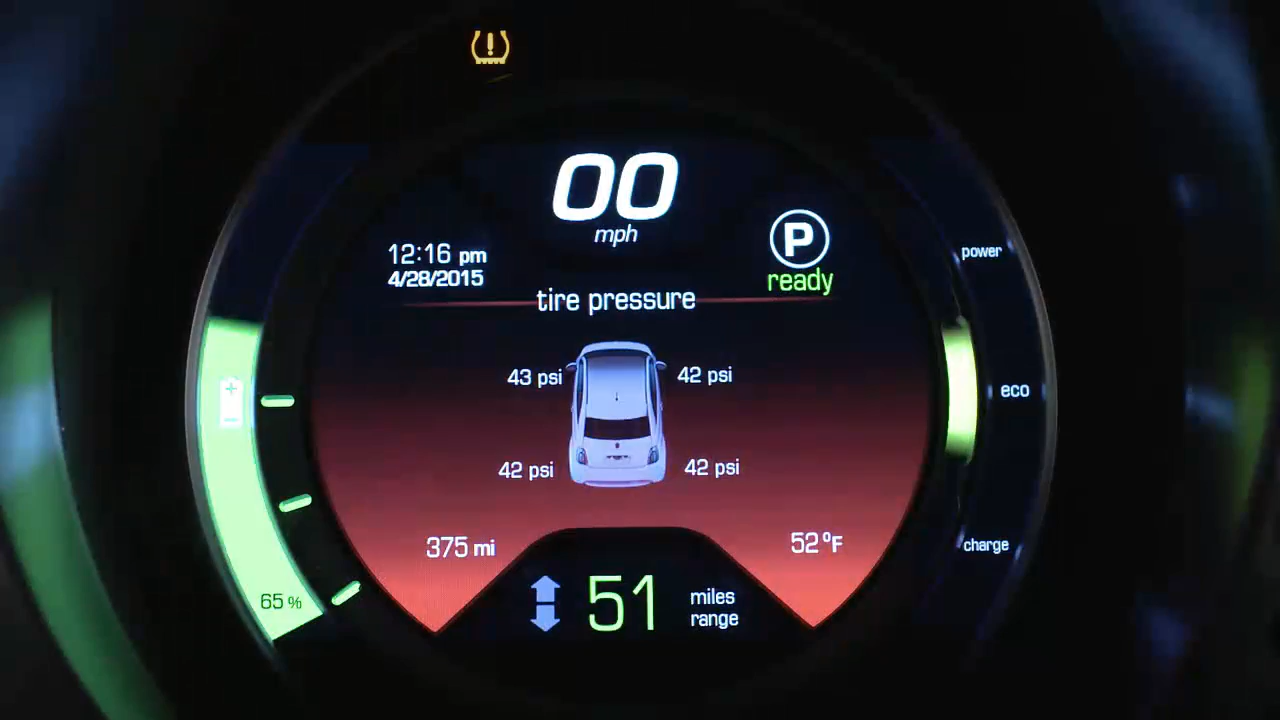 00
mph
12:16 pm
4/28/2015
P
ready
tire pressure
43 psi
42 psi
42 psi
42 psi
375 mi
52°F
51
miles
range
65 %
power
eco
charge